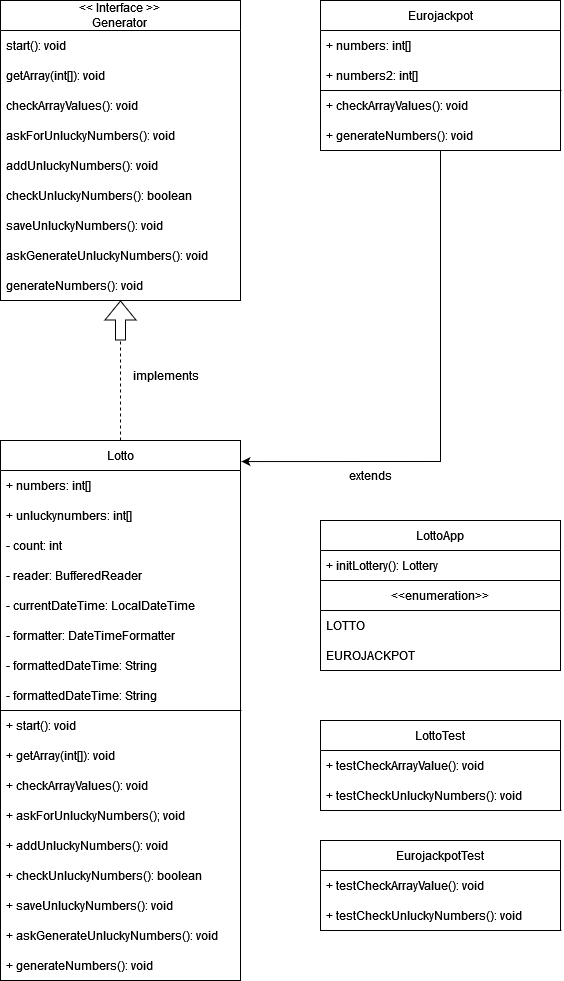 << Interface >>
Generator
start(): void
getArray(int[]): void
checkArrayValues(): void
askForUnluckyNumbers(): void
addUnluckyNumbers(): void
checkUnluckyNumbers(): boolean
saveUnluckyNumbers(): void
askGenerateUnluckyNumbers(): void
generateNumbers(): void
Eurojackpot
+ numbers: int[]
+ numbers2: int[]
+ checkArrayValues(): void
+ generateNumbers(): void
implements
extends
Lotto
+ numbers: int[]
+ unluckynumbers: int[]
- count: int
- reader: BufferedReader
- currentDateTime: LocalDateTime
- formatter: DateTimeFormatter
- formattedDateTime: String
- formattedDateTime: String
+ start(): void
+ getArray(int[]): void
+ checkArrayValues(): void
+ askForUnluckyNumbers(); void
+ addUnluckyNumbers(): void
+ checkUnluckyNumbers(): boolean
+ saveUnluckyNumbers(): void
+ askGenerateUnluckyNumbers(): void
+ generateNumbers(): void
LottoApp
+ initLottery(): Lottery
<<enumeration>>
LOTTO
EUROJACKPOT
LottoTest
+ testCheckArrayValue(): void
+ testCheckUnluckyNumbers(): void
EurojackpotTest
+ testCheckArrayValue(): void
+ testCheckUnluckyNumbers(): void